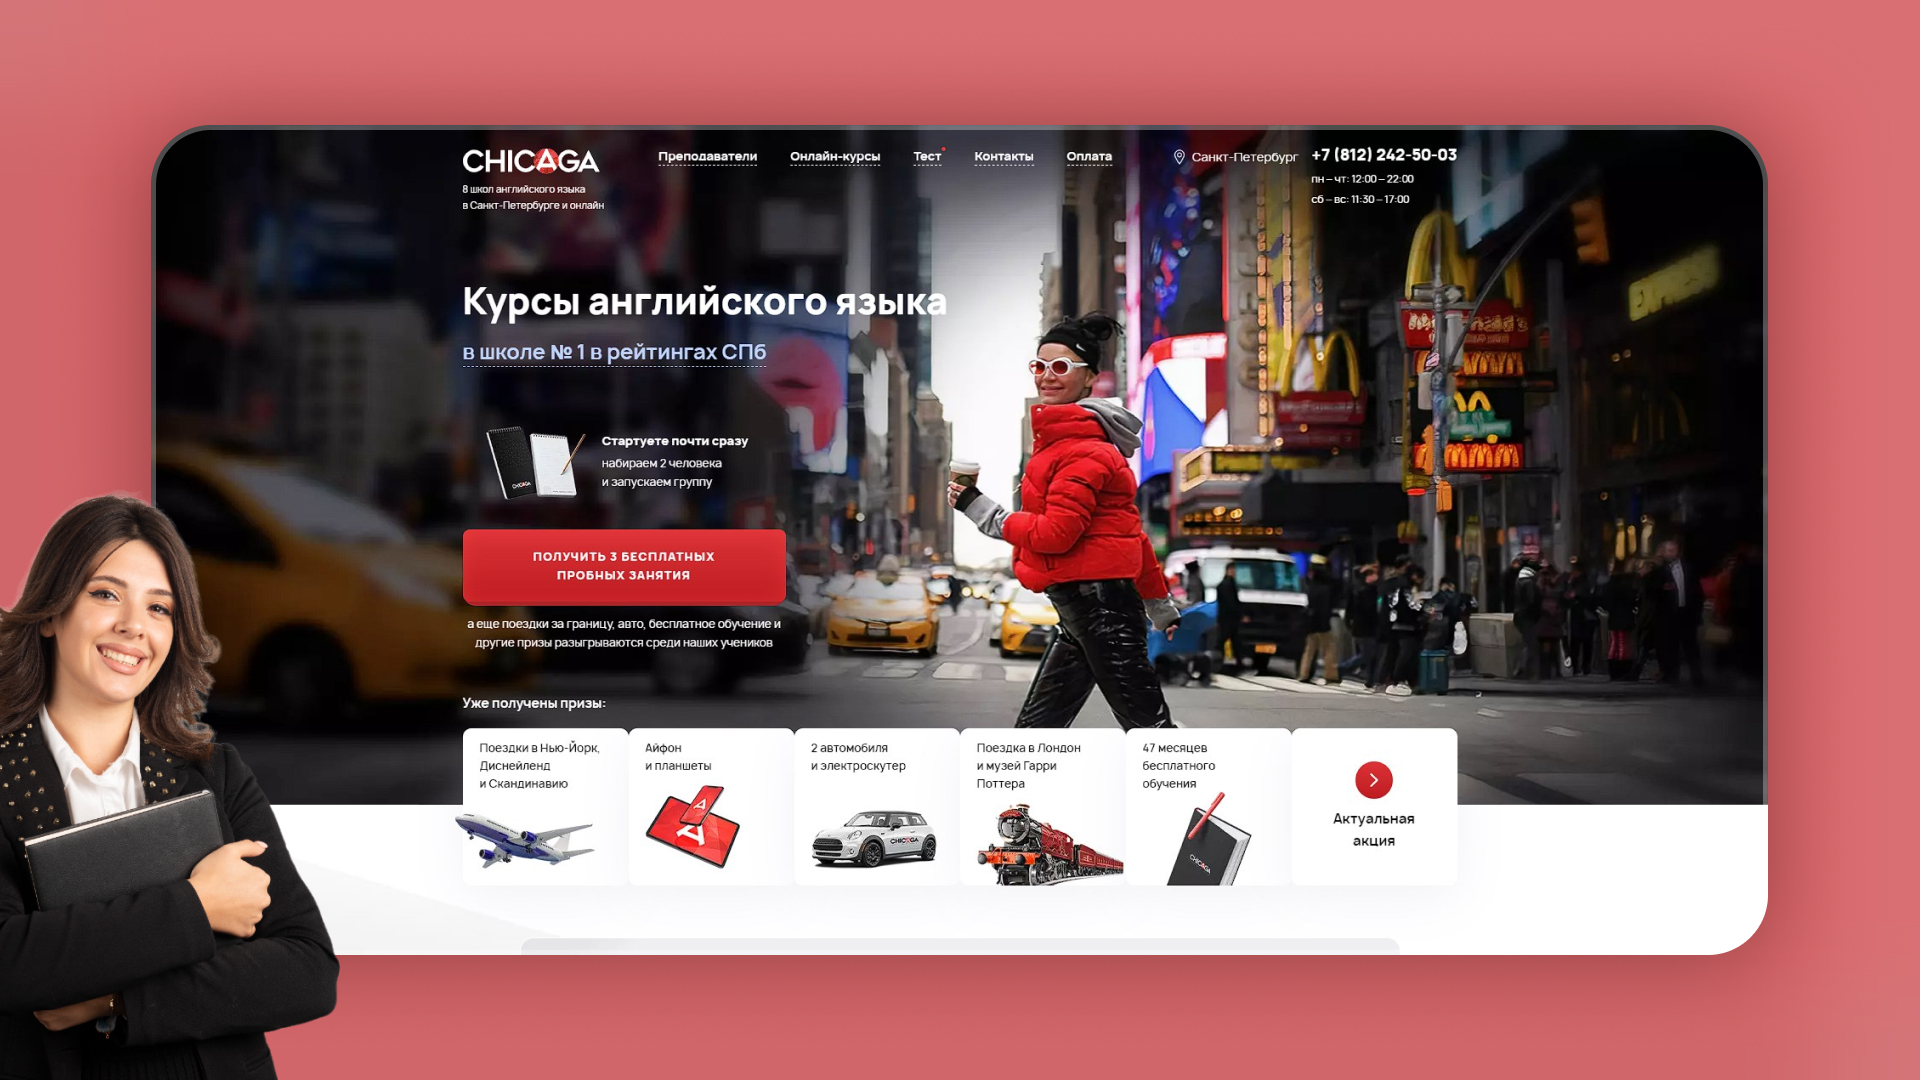 CHICAGA
8 школ английского языка
в Санкт-Петербурге и онлайн
Преподаватели
Онлайн-курсы
Тест
Контакты
Оплата
Санкт-Петербург
+7 (812) 242-50-03
пн – чт: 12:00 – 22:00
сб – вс: 11:30 – 17:00
Курсы английского языка
в школе № 1 в рейтингах СПб
Стартуете почти сразу
набираем 2 человека
и запускаем группу
CHICAGA
ПОЛУЧИТЬ 3 БЕСПЛАТНЫХ
ПРОБНЫХ ЗАНЯТИЯ
а еще поездки за границу, авто, бесплатное обучение и
другие призы разыгрываются среди наших учеников
Уже получены призы:
Поездки в Нью-Йорк,
Диснейленд
и Скандинавию
Айфон
и планшеты
2 автомобиля
и электроскутер
CHICAGA
Поездка в Лондон
и музей Гарри
Поттера
47 месяцев
бесплатного
обучения
CHICAGA
Актуальная
акция